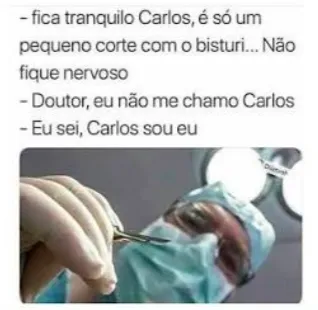 - fica tranquilo Carlos, é só um
pequeno corte com o bisturi... Não
fique nervoso
- Doutor, eu não me chamo Carlos
- Eu sei, Carlos sou eu